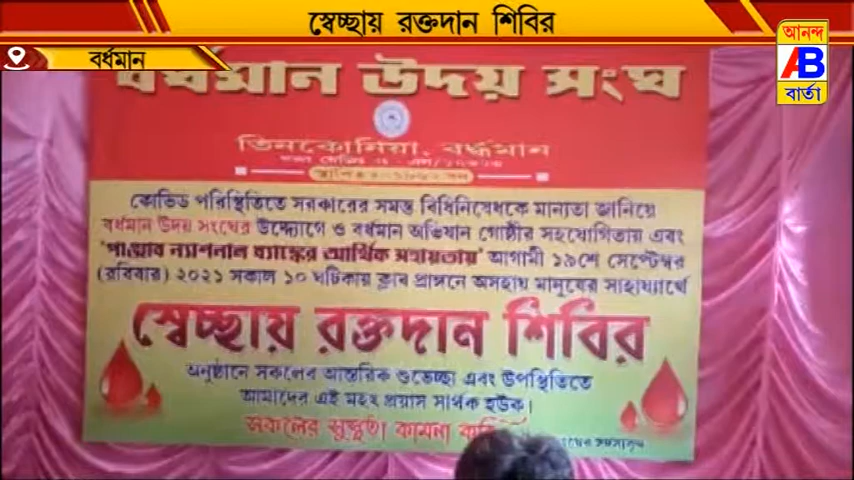 স্বেচ্ছায় রক্তদান শিবির
বর্ধমান
আনন্দ
AB
বার্তা
বর্ধমান উদয় সংঘ
তিনকোনিয়া, বর্দ্ধমান
কোভিড পরিস্থিতিতে সরকারের সমস্ত বিধিনিষেধকে মান্যতা জানিয়ে
বর্ধমান উদয় সংঘের উদ্দ্যোগে ও বর্ধমান অভিযান গোষ্ঠীর সহযোগিতায় এবং
"পাঞ্জাব ন্যাশনাল ব্যাঙ্কের আর্থিক সহায়তায়" আগামী ১৯শে সেপ্টেম্বর
(রবিবার) ২০২১ সকাল ১০ ঘটিকায় ক্লাব প্রাঙ্গনে অসহায় মানুষের সাহায্যার্থে
স্বেচ্ছায় রক্তদান শিবির
অনুষ্ঠানে সকলের আন্তরিক শুভেচ্ছা এবং উপস্থিতিতে
আমাদের এই মহৎ প্রয়াস সার্থক হউক।
সকলের সুস্থতা কামনা